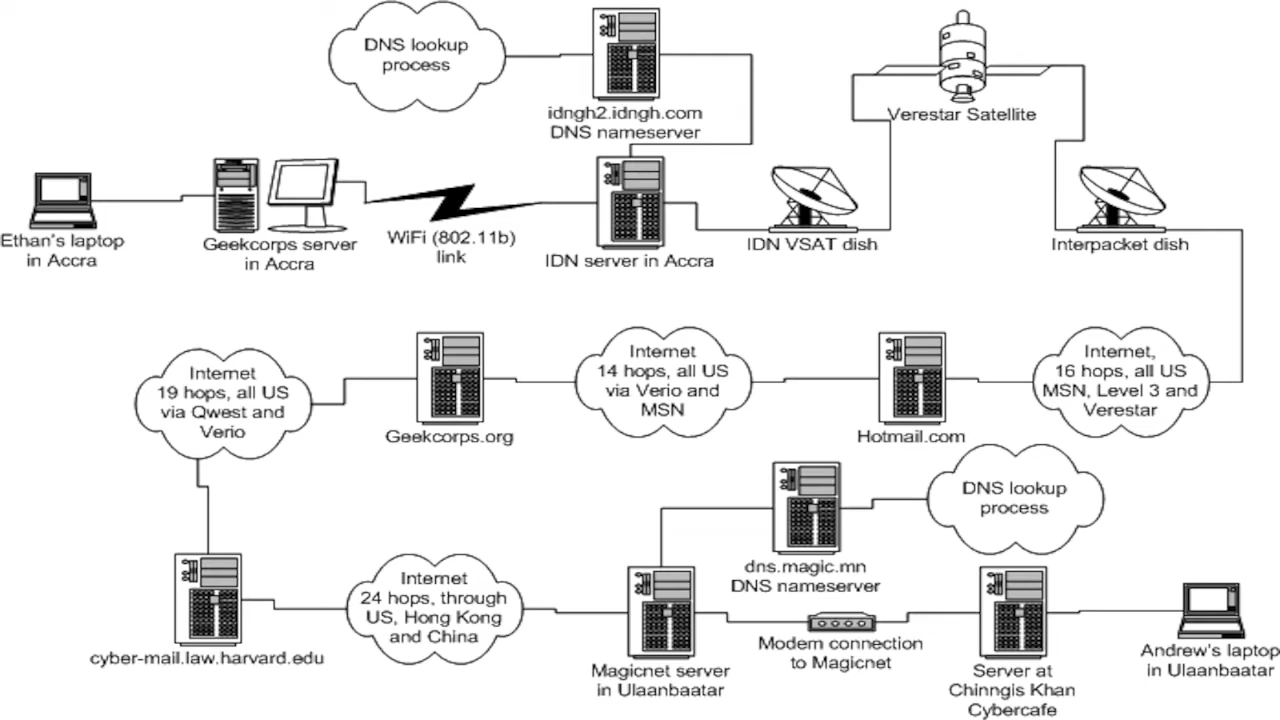 DNS lookup
process
idngh2.idngh.com
DNS nameserver
Verestar Satellite
Ethan's laptop
in Accra
Geekcorps server
in Accra
WiFi (802.11b)
link
IDN server in Accra
IDN VSAT dish
Interpacket dish
Internet
19 hops, all US
via Qwest and
Verio
Geekcorps.org
Internet
14 hops, all US
via Verio and
MSN
Hotmail.com
Internet,
16 hops, all US
MSN, Level 3 and
Verestar
DNS lookup
process
dns.magic.mn
DNS nameserver
cyber-mail.law.harvard.edu
Internet
24 hops, through
US, Hong Kong
and China
Magicnet server
in Ulaanbaatar
Modem connection
to Magicnet
Server at
Chinngis Khan
Cybercafe
Andrew's laptop
in Ulaanbaatar